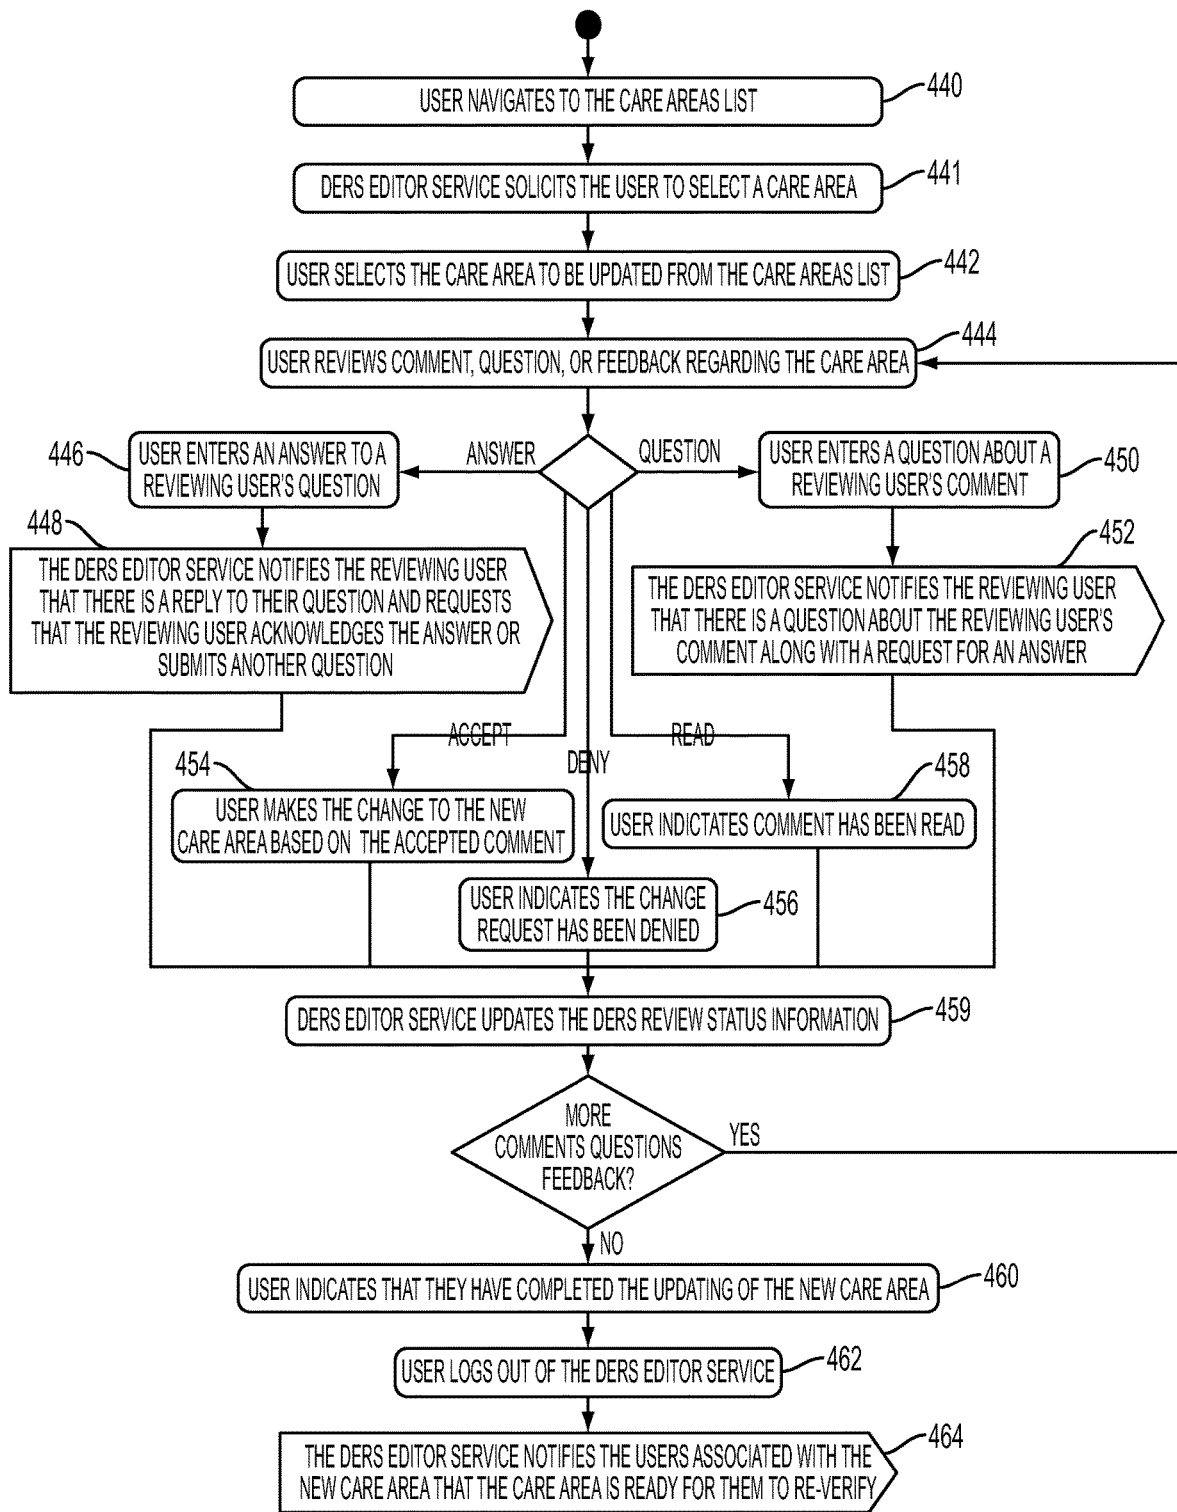 USER NAVIGATES TO THE CARE AREAS LIST
440
DERS EDITOR SERVICE SOLICITS THE USER TO SELECT A CARE AREA
441
USER SELECTS THE CARE AREA TO BE UPDATED FROM THE CARE AREAS LIST
442
USER REVIEWS COMMENT, QUESTION, OR FEEDBACK REGARDING THE CARE AREA
444
446
USER ENTERS AN ANSWER TO A
REVIEWING USER'S QUESTION
ANSWER
QUESTION
USER ENTERS A QUESTION ABOUT A
REVIEWING USER'S COMMENT
450
448
THE DERS EDITOR SERVICE NOTIFIES THE REVIEWING USER
THAT THERE IS A REPLY TO THEIR QUESTION AND REQUESTS
THAT THE REVIEWING USER ACKNOWLEDGES THE ANSWER OR
SUBMITS ANOTHER QUESTION
452
THE DERS EDITOR SERVICE NOTIFIES THE REVIEWING USER
THAT THERE IS A QUESTION ABOUT THE REVIEWING USER'S
COMMENT ALONG WITH A REQUEST FOR AN ANSWER
ACCEPT
DENY
READ
454
USER MAKES THE CHANGE TO THE NEW
CARE AREA BASED ON THE ACCEPTED COMMENT
458
USER INDICTATES COMMENT HAS BEEN READ
USER INDICATES THE CHANGE
REQUEST HAS BEEN DENIED
456
DERS EDITOR SERVICE UPDATES THE DERS REVIEW STATUS INFORMATION
459
MORE
COMMENTS QUESTIONS
FEEDBACK?
YES
NO
USER INDICATES THAT THEY HAVE COMPLETED THE UPDATING OF THE NEW CARE AREA
460
USER LOGS OUT OF THE DERS EDITOR SERVICE
462
THE DERS EDITOR SERVICE NOTIFIES THE USERS ASSOCIATED WITH THE
NEW CARE AREA THAT THE CARE AREA IS READY FOR THEM TO RE-VERIFY
464